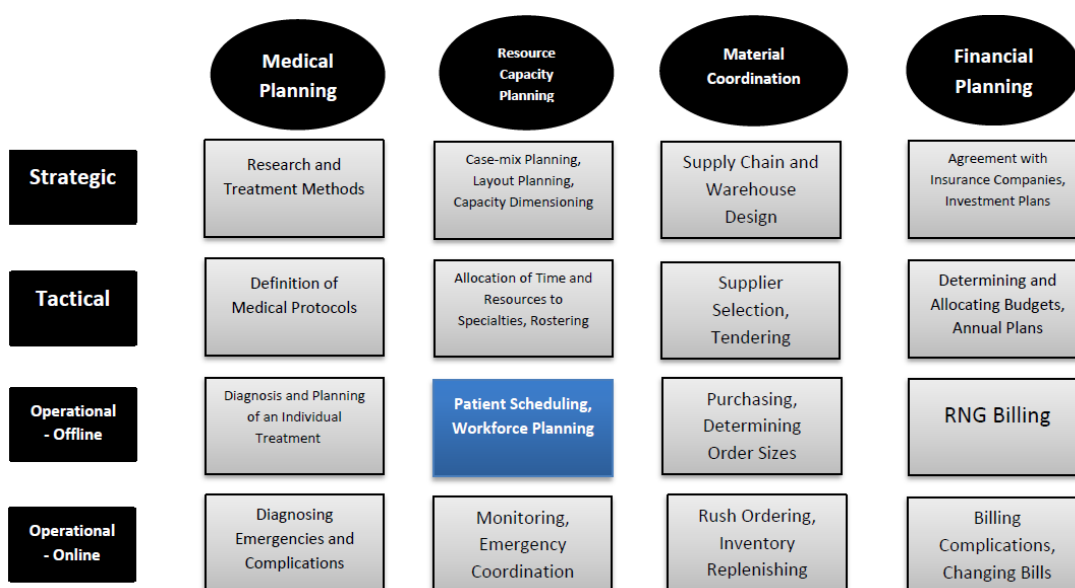 Medical
Planning
Resource
Capacity
Planning
Material
Coordination
Financial
Planning
Strategic
Research and
Treatment Methods
Case-mix Planning,
Layout Planning,
Capacity Dimensioning
Supply Chain and
Warehouse
Design
Agreement with
Insurance Companies,
Investment Plans
Tactical
Definition of
Medical Protocols
Allocation of Time and
Resources to
Specialties, Rostering
Supplier
Selection,
Tendering
Determining and
Allocating Budgets,
Annual Plans
Operational
- Offline
Diagnosis and Planning
of an Individual
Treatment
Patient Scheduling,
Workforce Planning
Purchasing,
Determining
Order Sizes
RNG Billing
Operational
- Online
Diagnosing
Emergencies and
Complications
Monitoring,
Emergency
Coordination
Rush Ordering,
Inventory
Replenishing
Billing
Complications,
Changing Bills